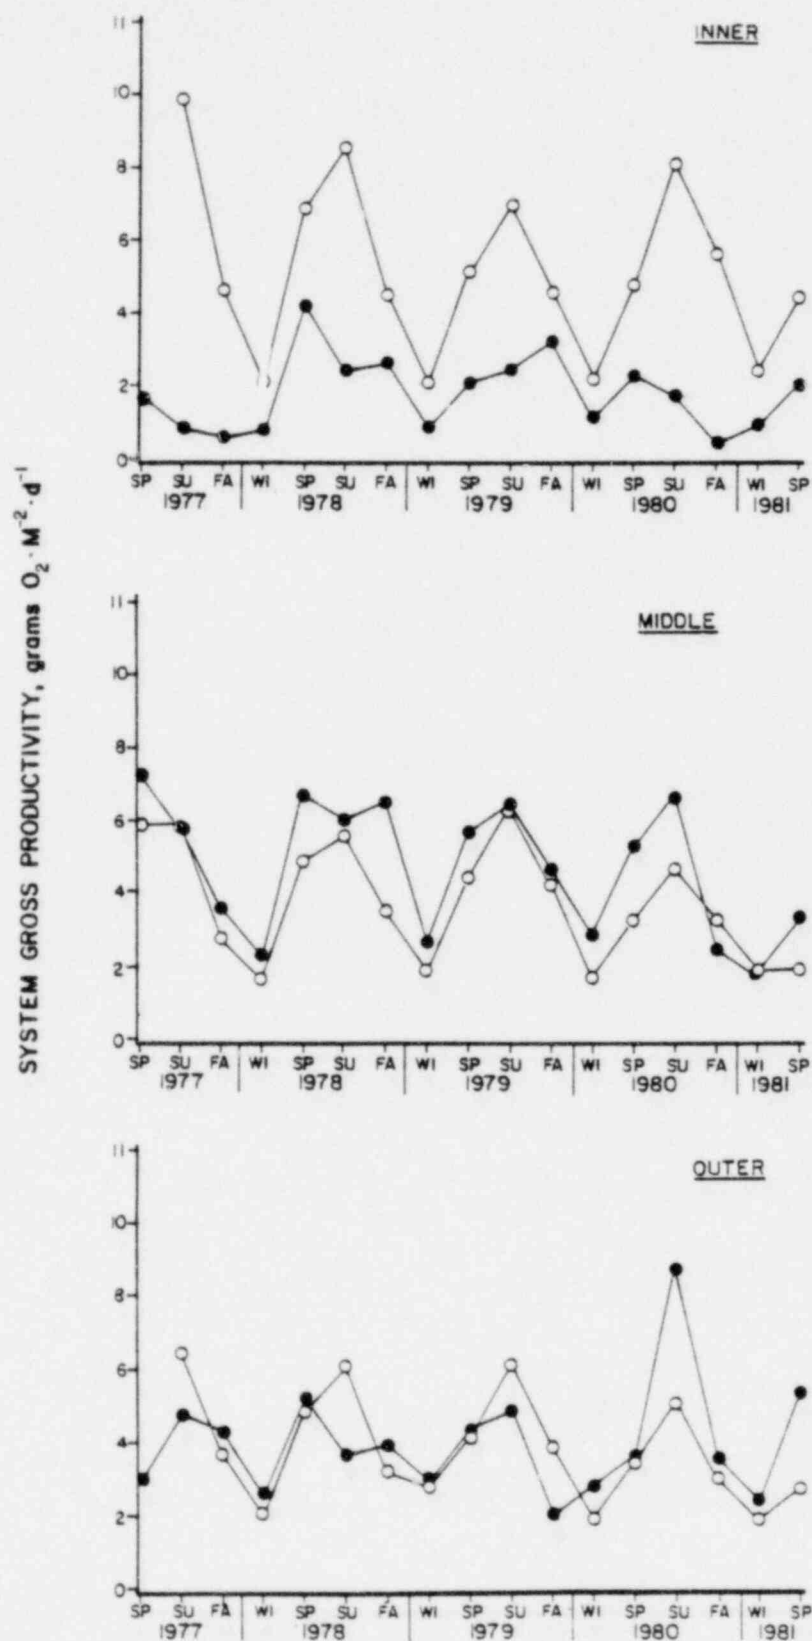 SYSTEM GROSS PRODUCTIVITY, grams O₂·M⁻²·d⁻¹
INNER
11
10
8
6
4
2
0
SP SU FA WI SP SU FA WI SP SU FA WI SP SU FA WI SP
1977 1978 1979 1980 1981
MIDDLE
11
10
8
6
4
2
0
SP SU FA WI SP SU FA WI SP SU FA WI SP SU FA WI SP
1977 1978 1979 1980 1981
OUTER
11
10
8
6
4
2
0
SP SU FA WI SP SU FA WI SP SU FA WI SP SU FA WI SP
1977 1978 1979 1980 1981